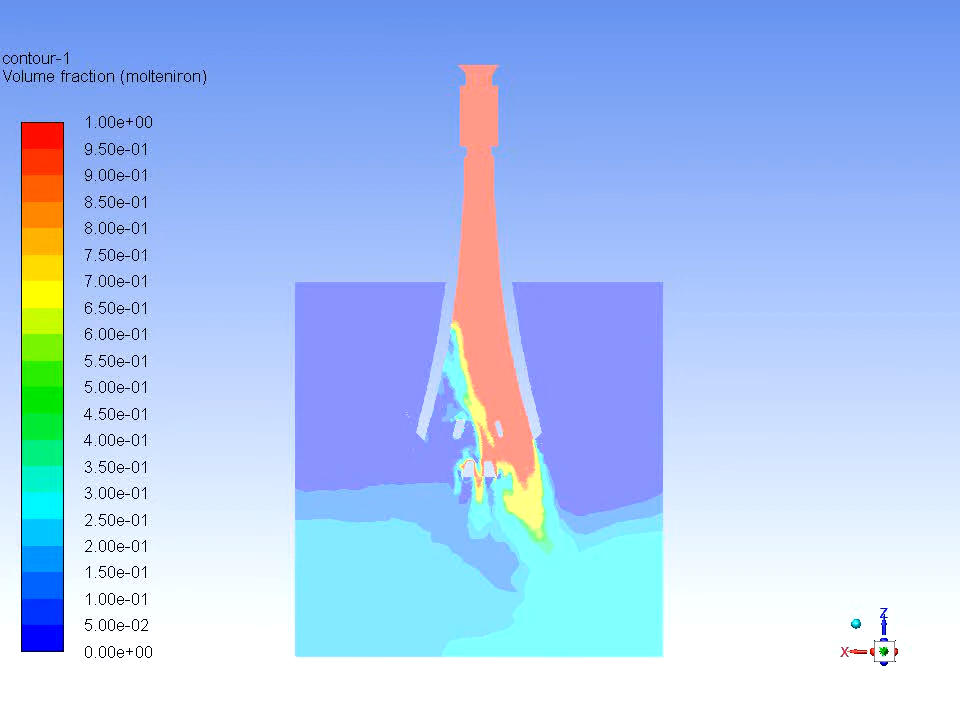 contour-1
Volume fraction (molteniron)
1.00e+00
9.50e-01
9.00e-01
8.50e-01
8.00e-01
7.50e-01
7.00e-01
6.50e-01
6.00e-01
5.50e-01
5.00e-01
4.50e-01
4.00e-01
3.50e-01
3.00e-01
2.50e-01
2.00e-01
1.50e-01
1.00e-01
5.00e-02
0.00e+00
Z
X